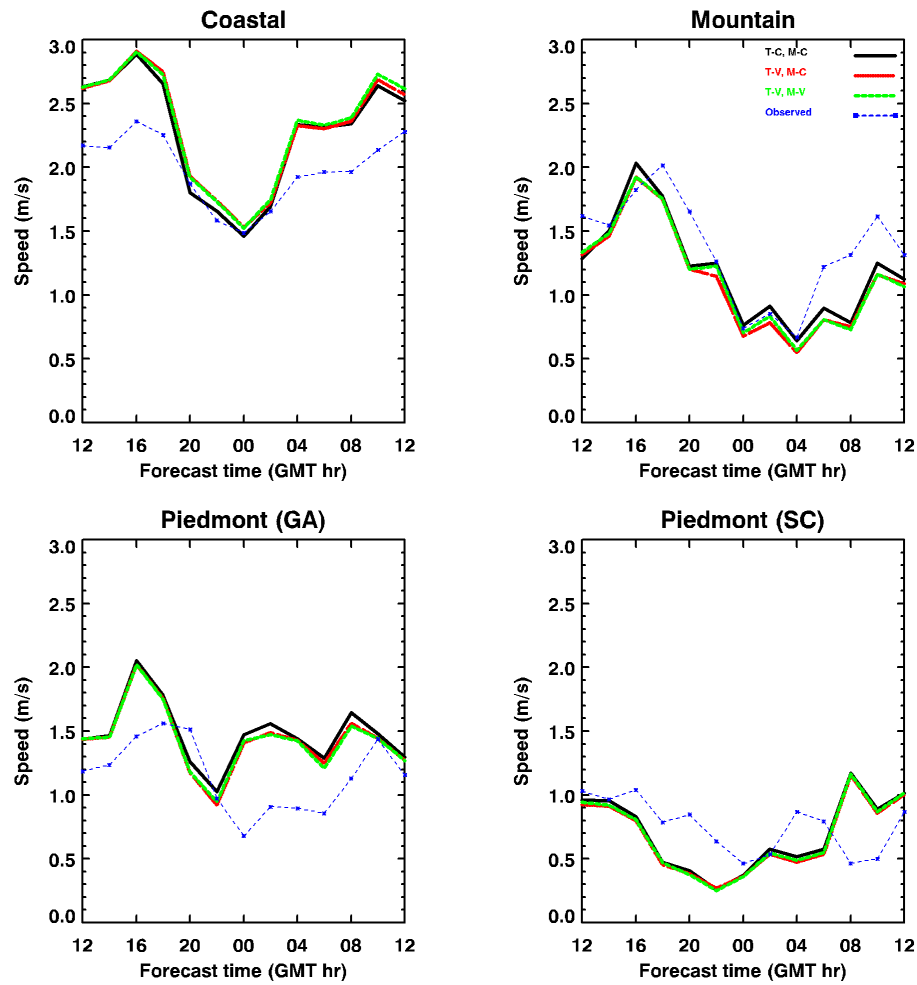 Coastal
3.0
2.5
2.0
1.5
1.0
0.5
0.0
Speed (m/s)
12 16 20 00 04 08 12
Forecast time (GMT hr)
Mountain
T-C, M-C
T-V, M-C
T-V, M-V
Observed
3.0
2.5
2.0
1.5
1.0
0.5
0.0
Speed (m/s)
12 16 20 00 04 08 12
Forecast time (GMT hr)
Piedmont (GA)
3.0
2.5
2.0
1.5
1.0
0.5
0.0
Speed (m/s)
12 16 20 00 04 08 12
Forecast time (GMT hr)
Piedmont (SC)
3.0
2.5
2.0
1.5
1.0
0.5
0.0
Speed (m/s)
12 16 20 00 04 08 12
Forecast time (GMT hr)